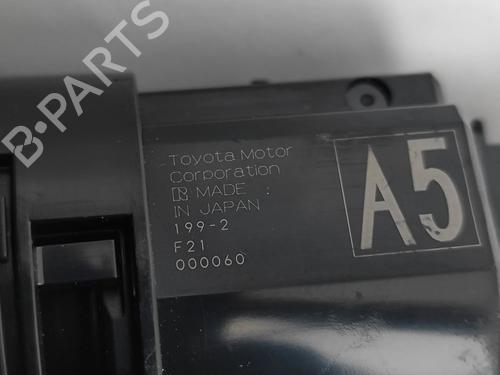 B-PARTS
Toyota Motor
Corporation
R MADE :
IN JAPAN
199-2
F21
000060
A5